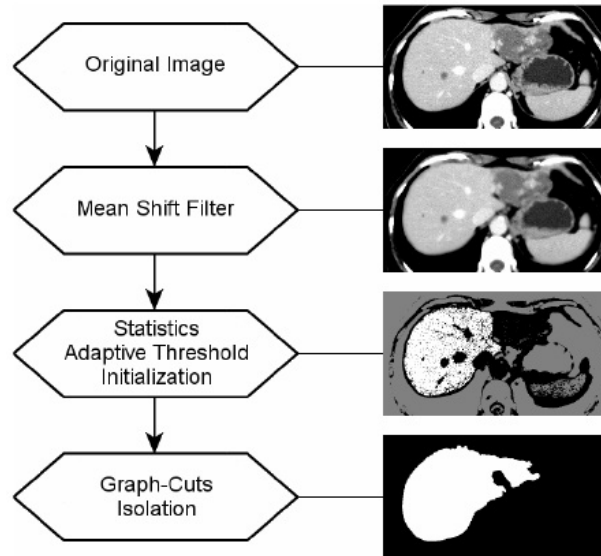 Original Image
Mean Shift Filter
Statistics
Adaptive Threshold
Initialization
Graph-Cuts
Isolation